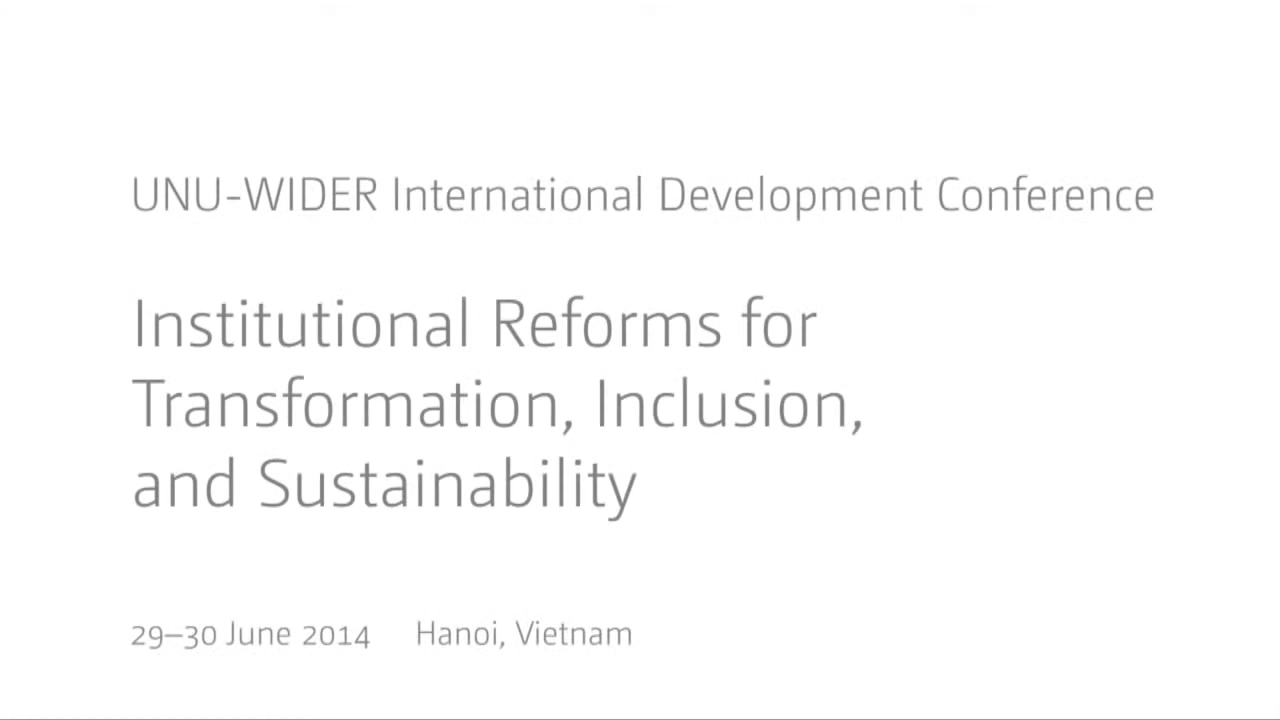 UNU-WIDER International Development Conference
Institutional Reforms for
Transformation, Inclusion,
and Sustainability
29–30 June 2014 Hanoi, Vietnam